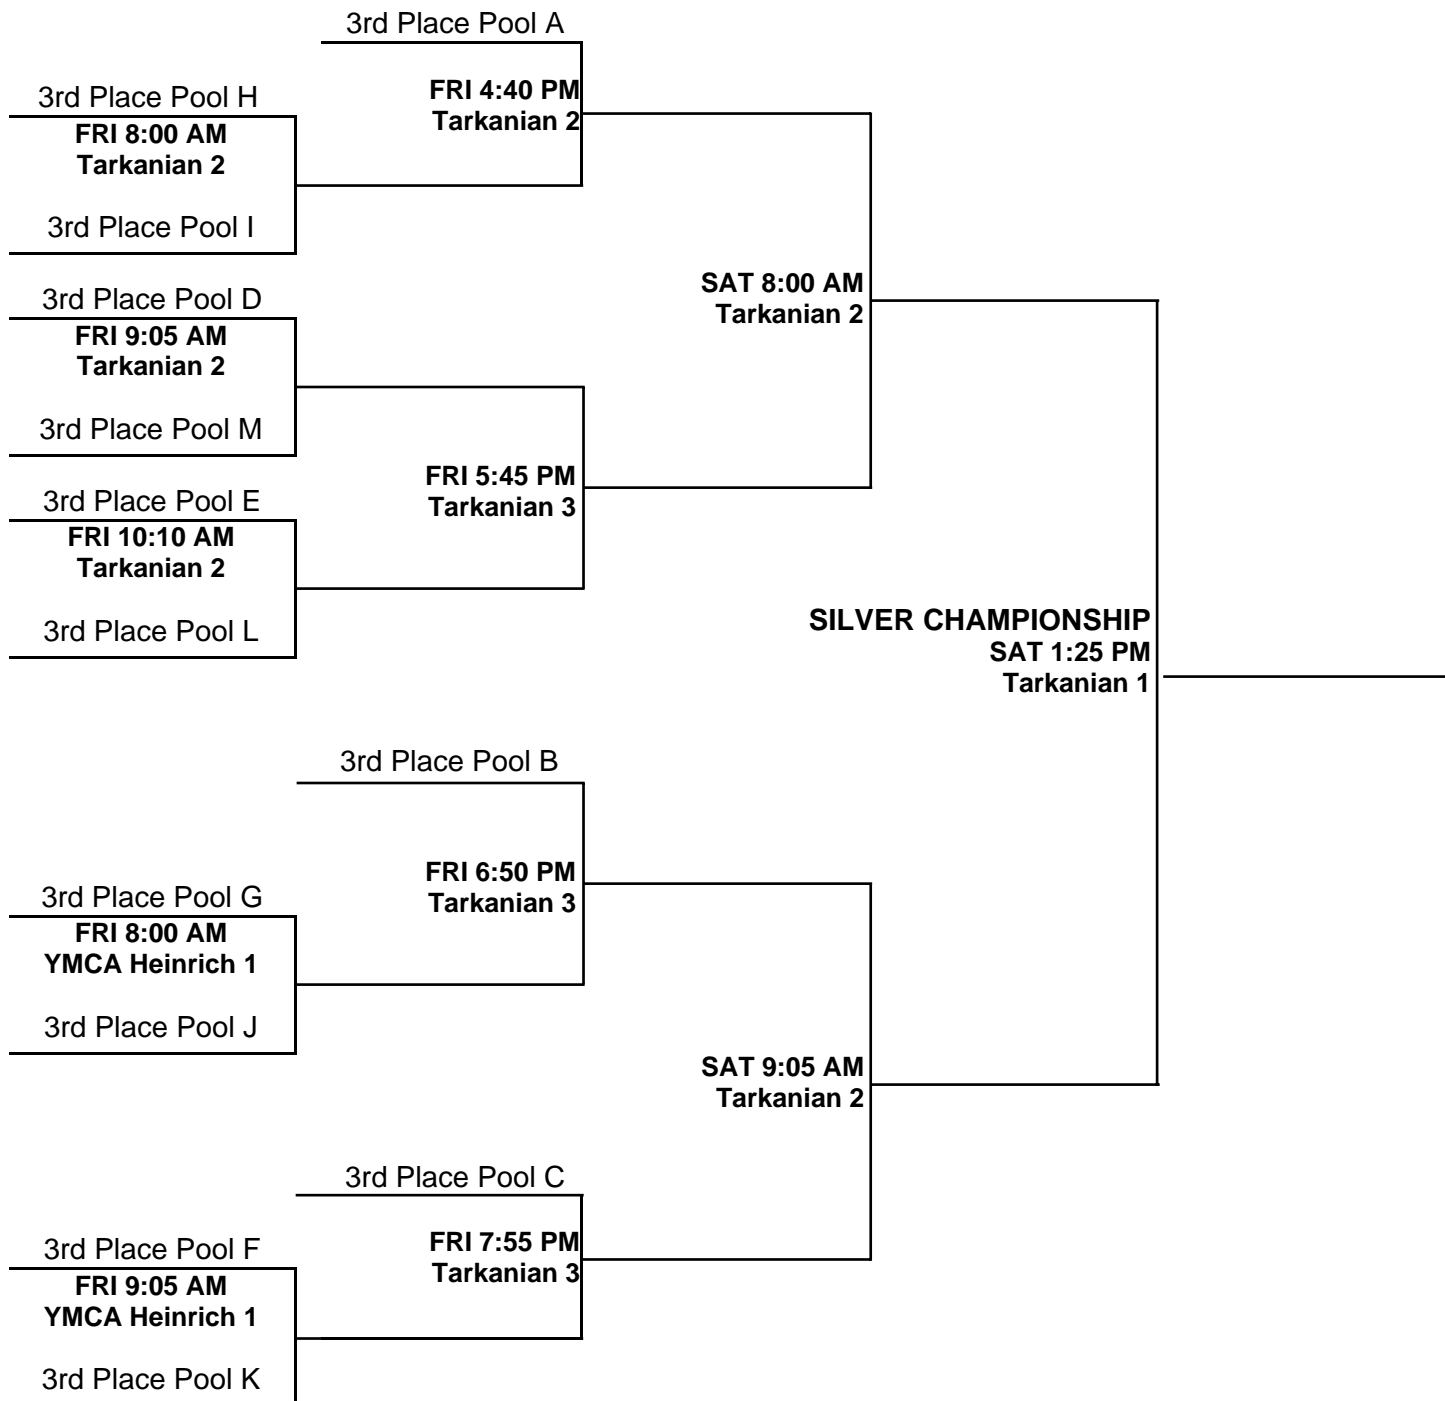 3rd Place Pool A
FRI 4:40 PM
Tarkanian 2
3rd Place Pool H
FRI 8:00 AM
Tarkanian 2
3rd Place Pool I
3rd Place Pool D
FRI 9:05 AM
Tarkanian 2
3rd Place Pool M
SAT 8:00 AM
Tarkanian 2
FRI 5:45 PM
Tarkanian 3
3rd Place Pool E
FRI 10:10 AM
Tarkanian 2
3rd Place Pool L
SILVER CHAMPIONSHIP
SAT 1:25 PM
Tarkanian 1
3rd Place Pool B
FRI 6:50 PM
Tarkanian 3
3rd Place Pool G
FRI 8:00 AM
YMCA Heinrich 1
3rd Place Pool J
SAT 9:05 AM
Tarkanian 2
3rd Place Pool C
FRI 7:55 PM
Tarkanian 3
3rd Place Pool F
FRI 9:05 AM
YMCA Heinrich 1
3rd Place Pool K